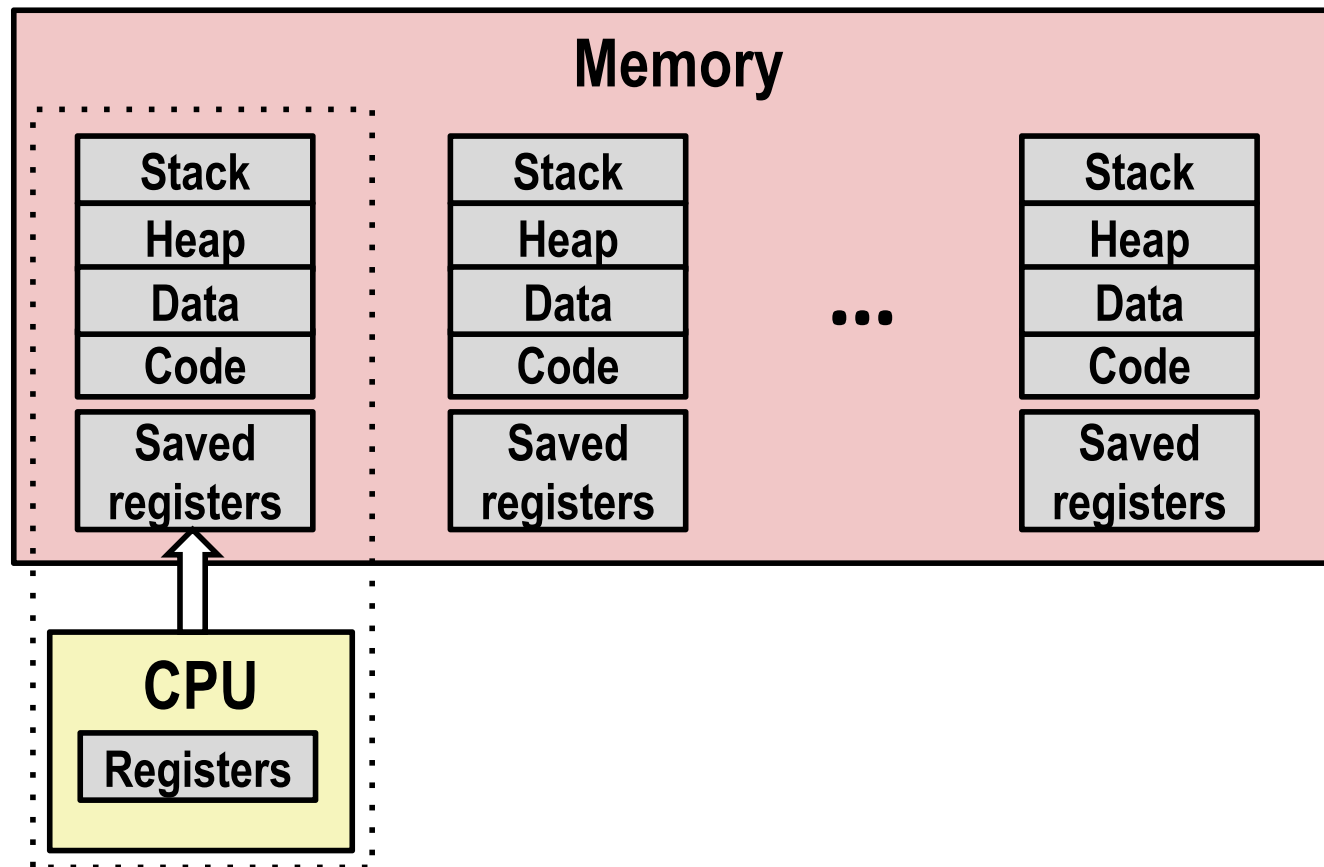 Memory
Stack
Heap
Data
Code
Saved
registers
Stack
Heap
Data
Code
Saved
registers
...
Stack
Heap
Data
Code
Saved
registers
CPU
Registers